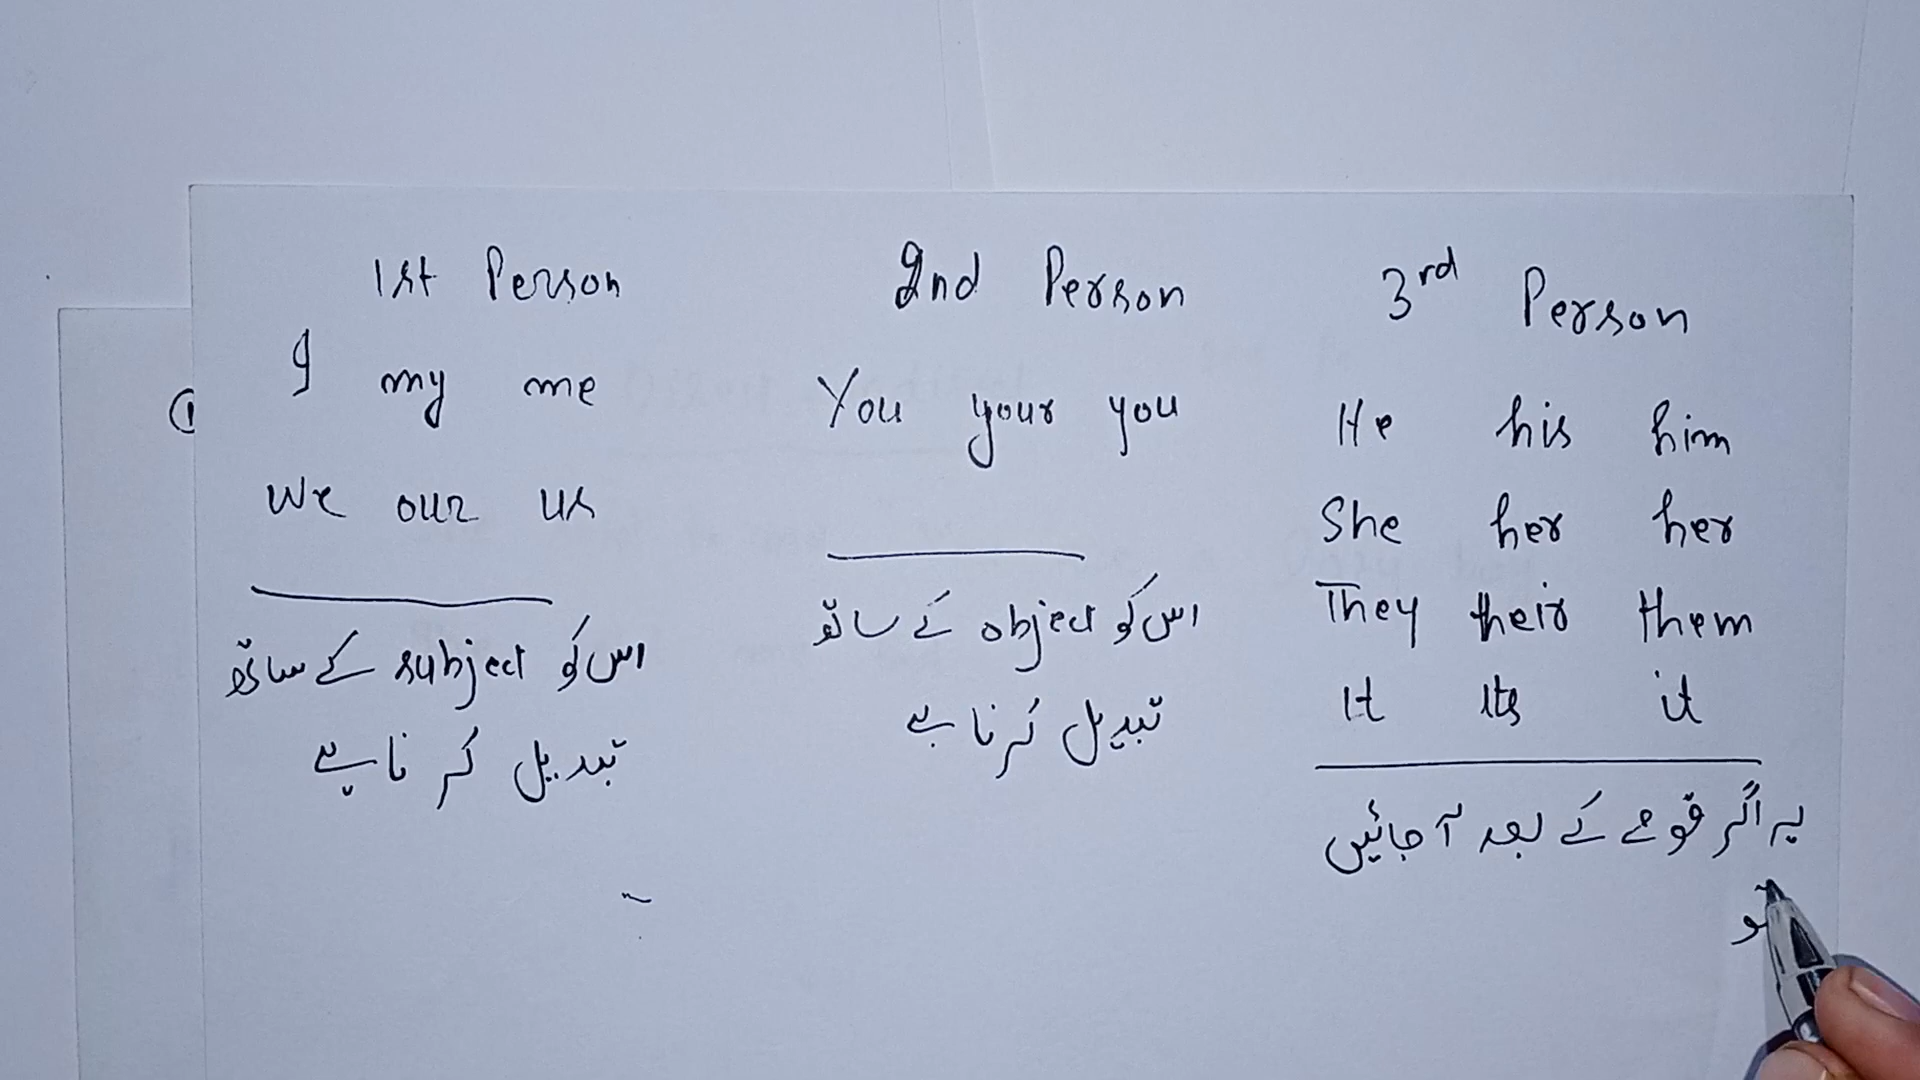 1st Person
I my me
We our us
اس کو subject کے ساتھ
تبدیل کرنا ہے
2nd Person
You your you
اس کو object کے ساتھ
تبدیل کرنا ہے
3rd Person
He his him
She her her
They their them
It Its it
یہ اگر قومے کے بعد آ جائیں
تو